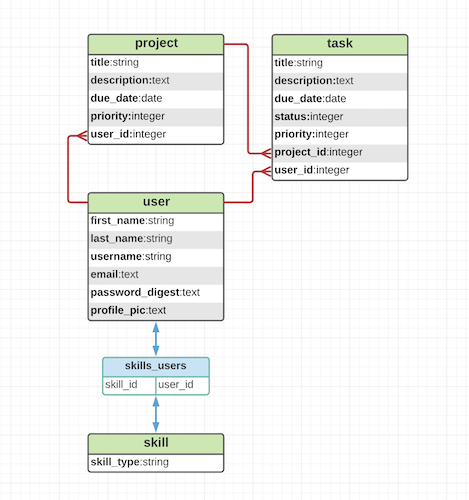 project
title:string
description:text
due_date:date
priority:integer
user_id:integer
task
title:string
description:text
due_date:date
status:integer
priority:integer
project_id:integer
user_id:integer
user
first_name:string
last_name:string
username:string
email:text
password_digest:text
profile_pic:text
skills_users
skill_id user_id
skill
skill_type:string